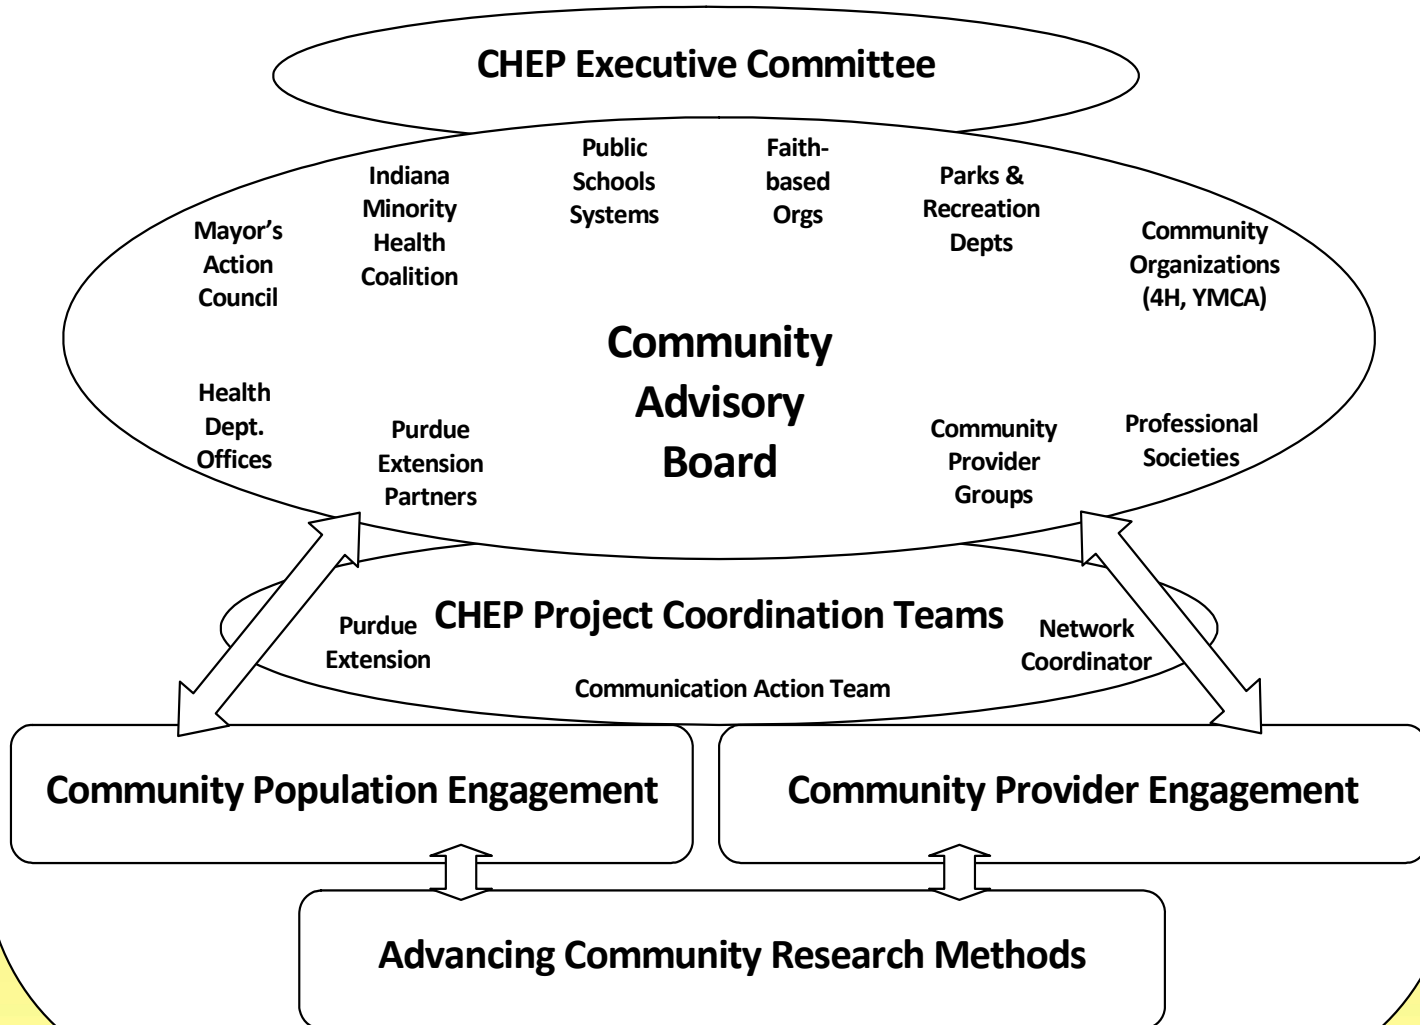 CHEP Executive Committee
Public
Schools
Systems
Faith-
based
Orgs
Indiana
Minority
Health
Coalition
Parks &
Recreation
Depts
Mayor's
Action
Council
Community
Organizations
(4H, YMCA)
Community
Advisory
Board
Health
Dept.
Offices
Purdue
Extension
Partners
Community
Provider
Groups
Professional
Societies
CHEP Project Coordination Teams
Purdue
Extension
Network
Coordinator
Communication Action Team
Community Population Engagement
Community Provider Engagement
Advancing Community Research Methods